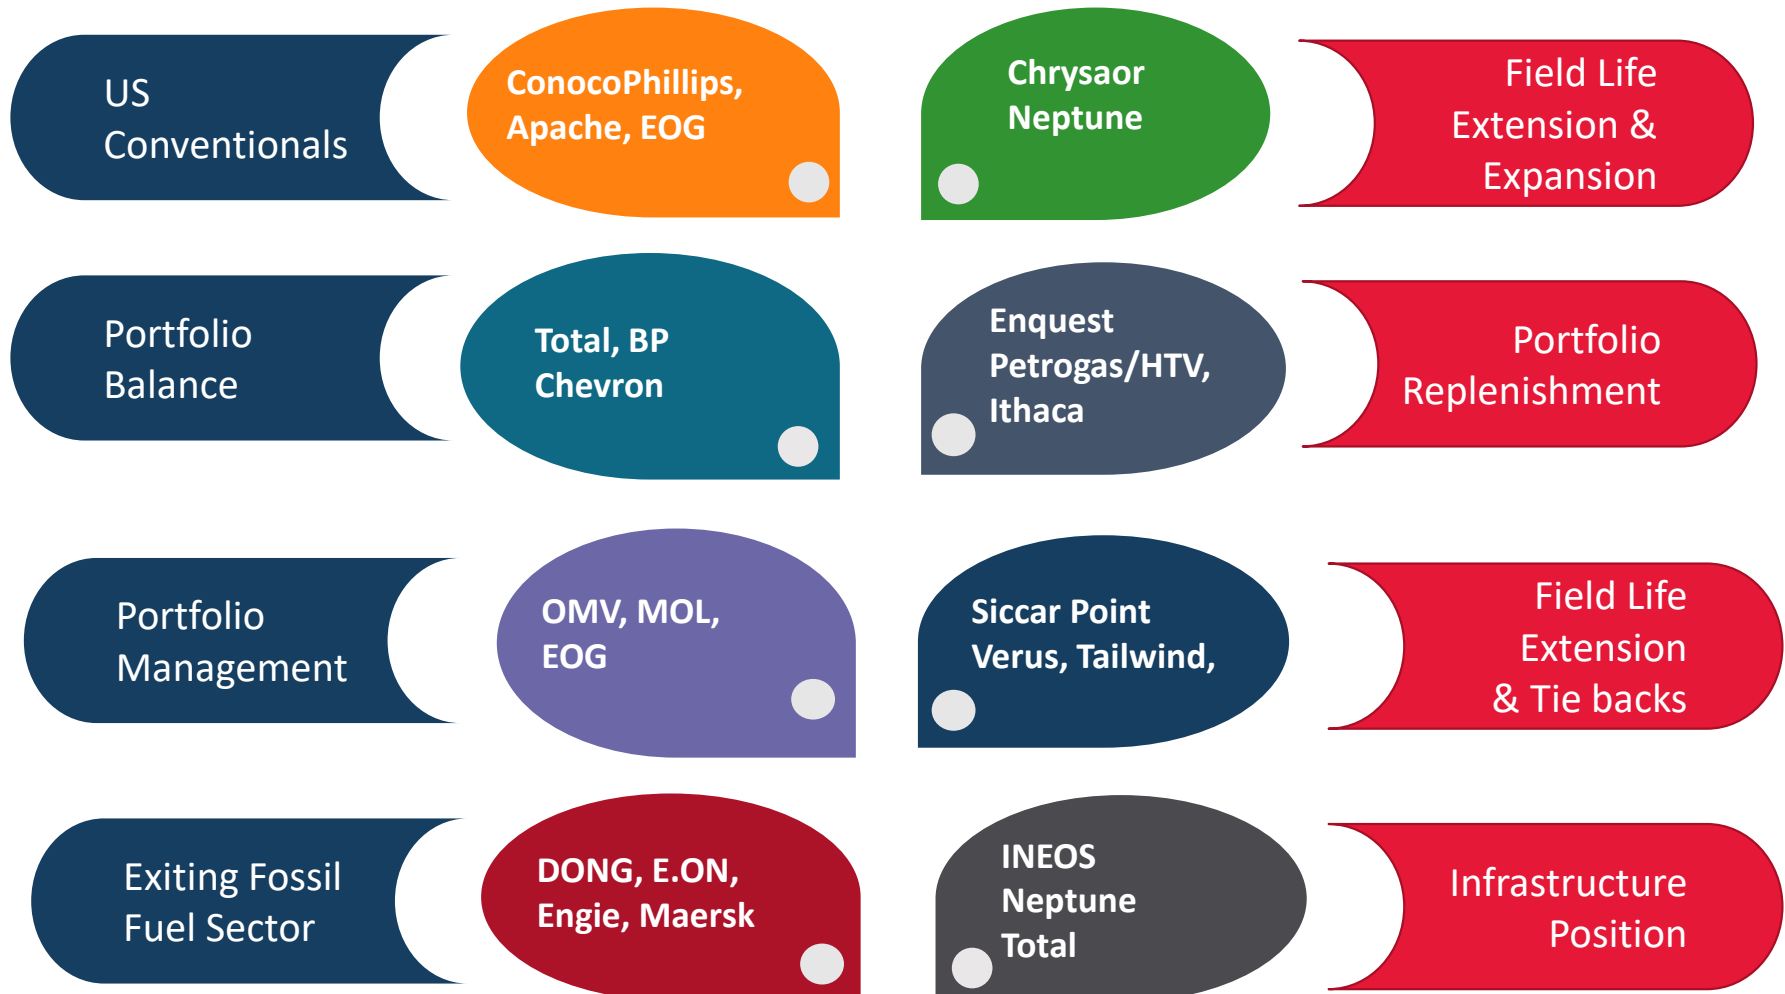 US
Conventionals
ConocoPhillips,
Apache, EOG
Chrysaor
Neptune
Field Life
Extension &
Expansion
Portfolio
Balance
Total, BP
Chevron
Enquest
Petrogas/HTV,
Ithaca
Portfolio
Replenishment
Portfolio
Management
OMV, MOL,
EOG
Siccar Point
Verus, Tailwind,
Field Life
Extension
& Tie backs
Exiting Fossil
Fuel Sector
DONG, E.ON,
Engie, Maersk
INEOS
Neptune
Total
Infrastructure
Position